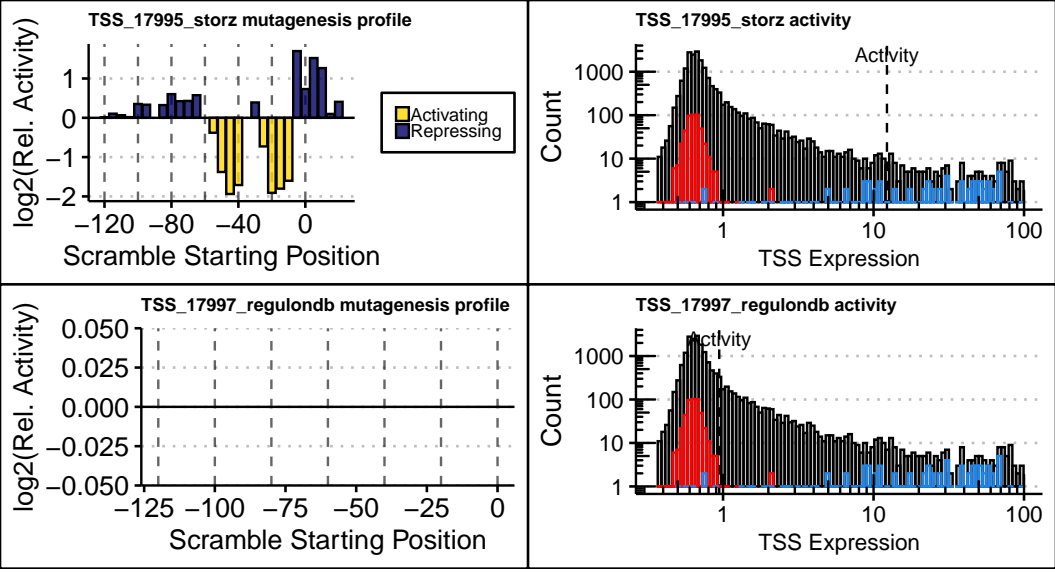 TSS_17995_storz mutagenesis profile
log2(Rel. Activity)
1
0
−1
−2
−120
−80
−40
0
Scramble Starting Position
Activating
Repressing
TSS_17995_storz activity
Activity
Count
1000
100
10
1
1
10
100
TSS Expression
TSS_17997_regulondb mutagenesis profile
log2(Rel. Activity)
0.050
0.025
0.000
−0.025
−0.050
−125
−100
−75
−50
−25
0
Scramble Starting Position
TSS_17997_regulondb activity
Activity
Count
1000
100
10
1
1
10
100
TSS Expression